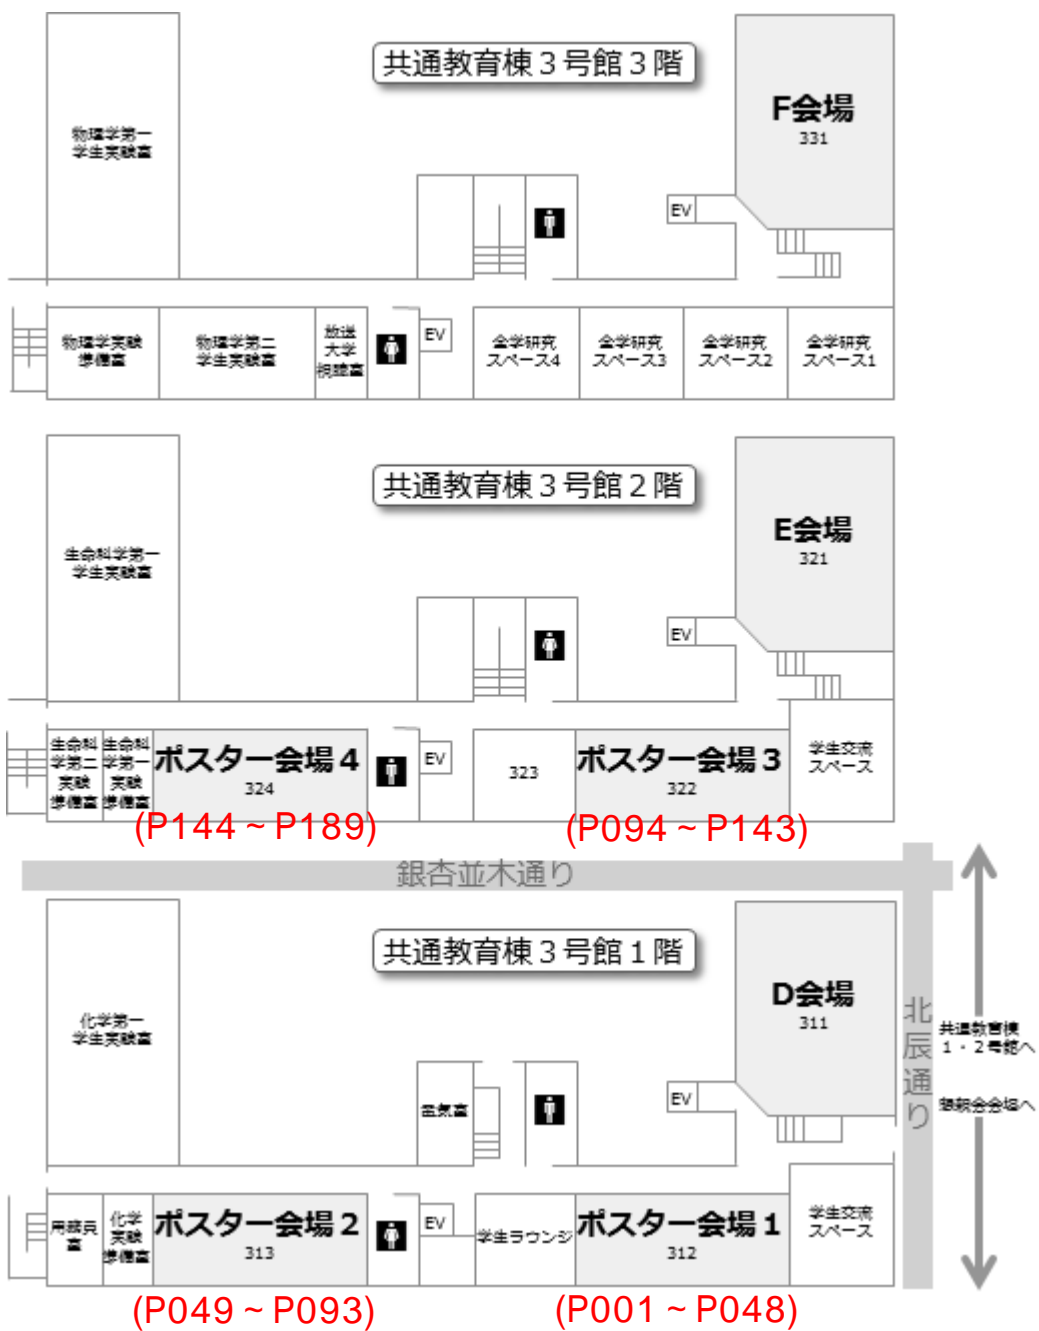 共通教育棟3号館3階
F会場
331
物理学第一
学生実験室
EV
物理学実験
準備室
物理学第二
学生実験室
放送
大学
視聴室
EV
全学研究
スペース4
全学研究
スペース3
全学研究
スペース2
全学研究
スペース1
共通教育棟3号館2階
E会場
321
生命科学第一
学生実験室
EV
生命科
学第二
実験
準備室
生命科
学第一
実験
準備室
ポスター会場4
324
EV
323
ポスター会場3
322
学生交流
スペース
(P144~P189)
(P094~P143)
銀杏並木通り
共通教育棟3号館1階
D会場
311
化学第一
学生実験室
北辰通り
共通教育棟
1・2号館へ
懇親会会場へ
電気室
EV
用務員
室
化学
実験
準備室
ポスター会場2
313
EV
学生ラウンジ
ポスター会場1
312
学生交流
スペース
(P049~P093)
(P001~P048)